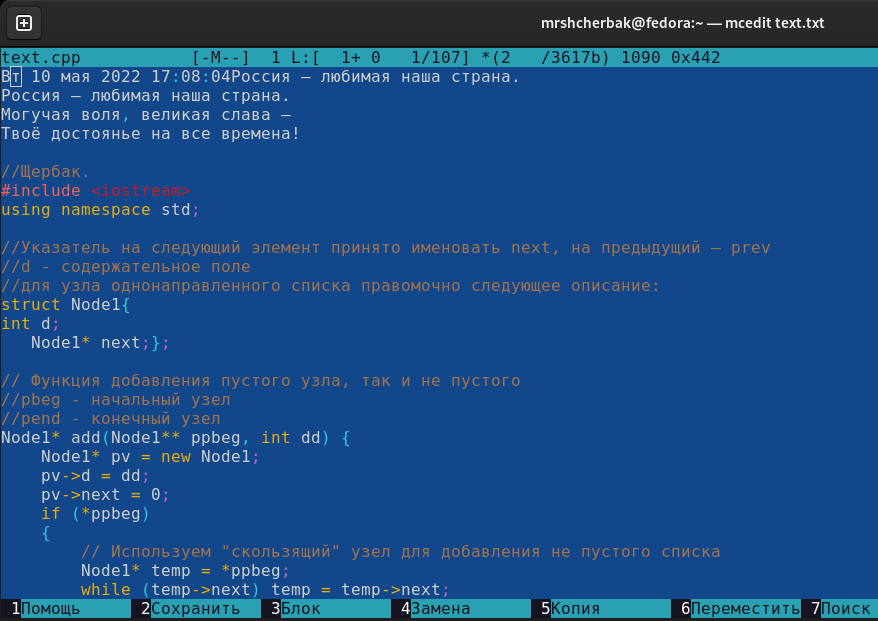 mrshcherbak@fedora:~ — mcedit text.txt
text.cpp [-M--] 1 L:[ 1+ 0 1/107] *(2 /3617b) 1090 0x442
Вт 10 мая 2022 17:08:04Россия — любимая наша страна.
Россия — любимая наша страна.
Могучая воля, великая слава —
Твоё достоянье на все времена!
//Щербак.
#include <iostream>
using namespace std;
//Указатель на следующий элемент принято именовать next, на предыдущий — prev
//d - содержательное поле
//для узла однонаправленного списка правомочно следующее описание:
struct Node1{
int d;
   Node1* next;};
// Функция добавления пустого узла, так и не пустого
//pbeg - начальный узел
//pend - конечный узел
Node1* add(Node1** ppbeg, int dd) {
    Node1* pv = new Node1;
    pv->d = dd;
    pv->next = 0;
    if (*ppbeg)
    {
        // Используем "скользящий" узел для добавления не пустого списка
        Node1* temp = *ppbeg;
        while (temp->next) temp = temp->next;
1Помощь 2Сохранить 3Блок 4Замена 5Копия 6Переместить 7Поиск